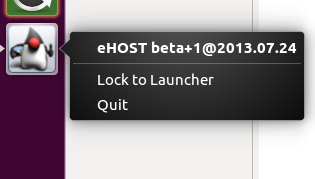 eHOST beta+1@2013.07.24
Lock to Launcher
Quit